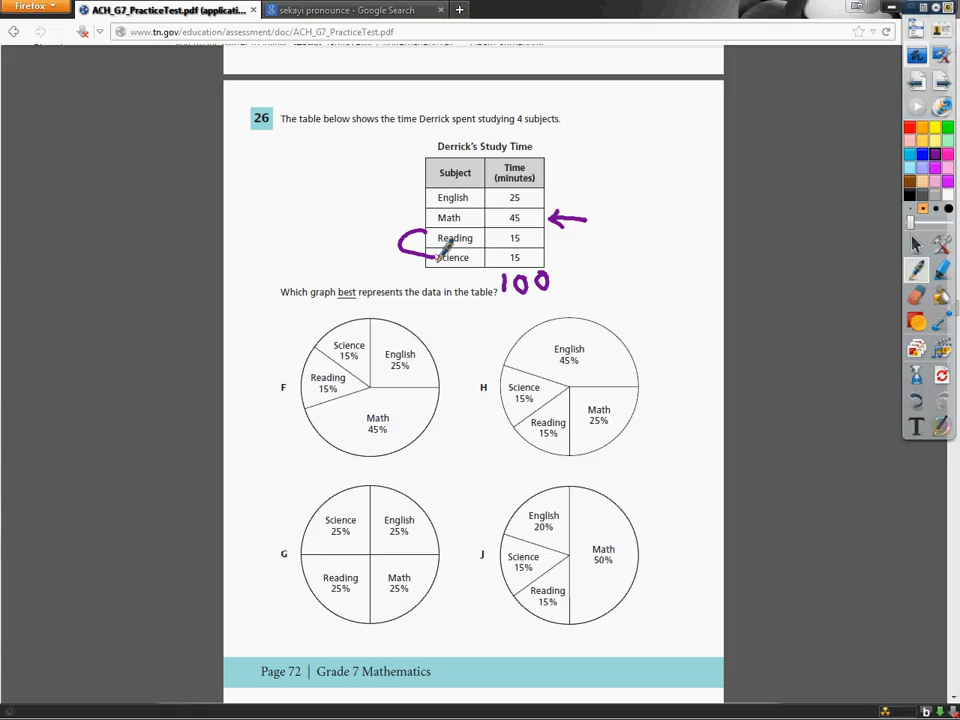 Firefox
ACH_G7_PracticeTest.pdf (applicati...
sekayi pronounce - Google Search
www.tn.gov/education/assessment/doc/ACH_G7_PracticeTest.pdf
26 The table below shows the time Derrick spent studying 4 subjects.
Derrick's Study Time
Subject Time (minutes)
English 25
Math 45
Reading 15
Science 15
100
Which graph best represents the data in the table?
F
Science 15%
English 25%
Reading 15%
Math 45%
H
English 45%
Science 15%
Math 25%
Reading 15%
G
Science 25%
English 25%
Reading 25%
Math 25%
J
English 20%
Math 50%
Science 15%
Reading 15%
Page 72 | Grade 7 Mathematics